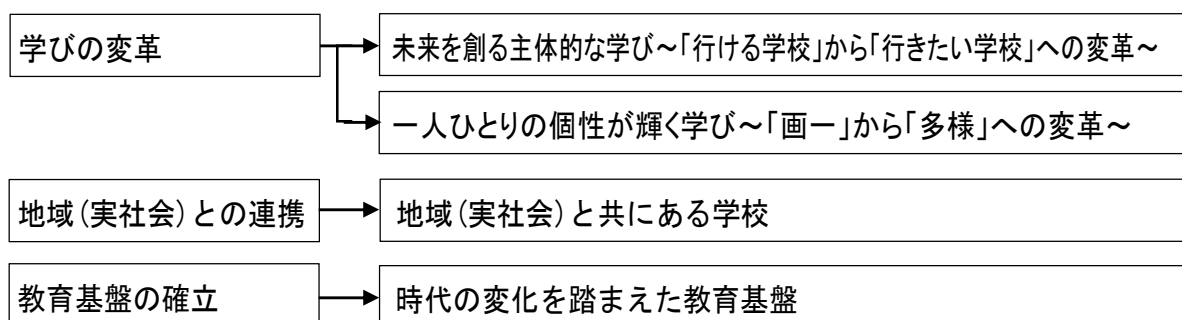 学びの変革
未来を創る主体的な学び～「行ける学校」から「行きたい学校」への変革～
一人ひとりの個性が輝く学び～「画一」から「多様」への変革～
地域（実社会）との連携
地域（実社会）と共にある学校
教育基盤の確立
時代の変化を踏まえた教育基盤